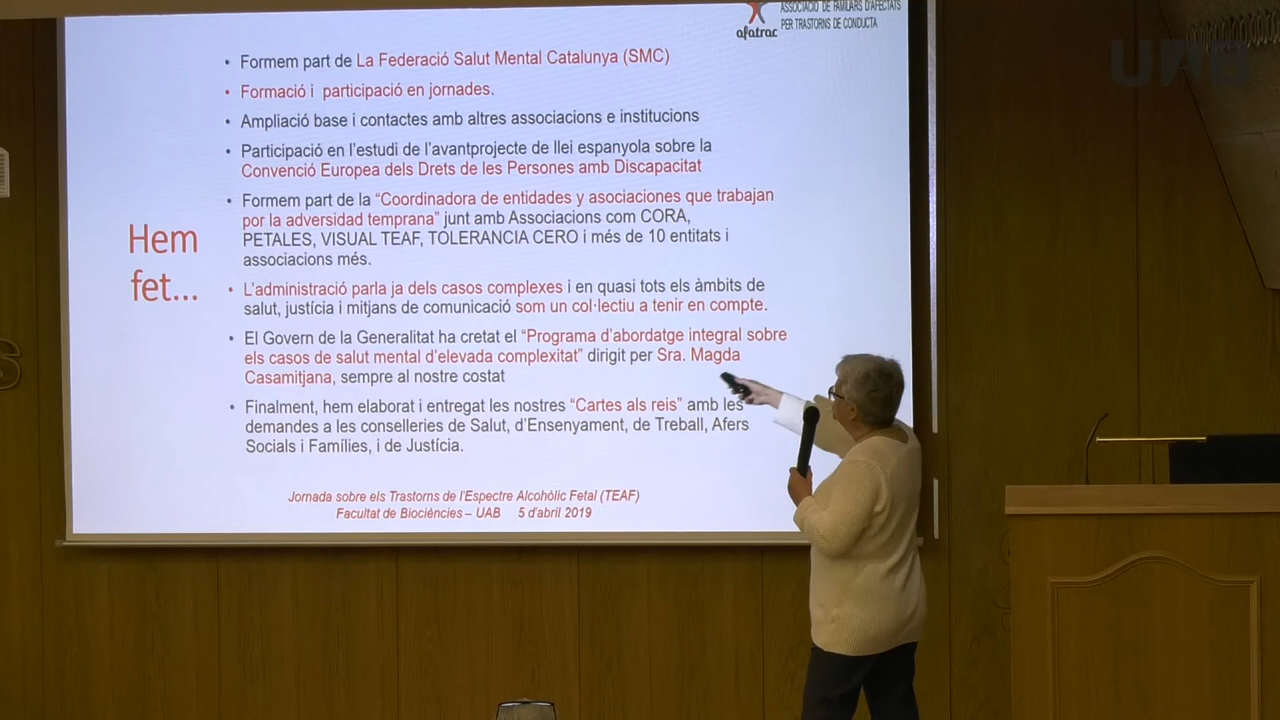 ASSOCIACIÓ DE FAMILIARS D'AFECTATS
PER TRASTORNS DE CONDUCTA
afatrac
UAB
• Formem part de La Federació Salut Mental Catalunya (SMC)
• Formació i participació en jornades.
• Ampliació base i contactes amb altres associacions e institucions
• Participació en l'estudi de l'avantprojecte de llei espanyola sobre la
Convenció Europea dels Drets de les Persones amb Discapacitat
• Formem part de la "Coordinadora de entidades y asociaciones que trabajan
por la adversidad temprana" junt amb Associacions com CORA,
PETALES, VISUAL TEAF, TOLERANCIA CERO i més de 10 entitats i
associacions més.
Hem
fet...
• L'administració parla ja dels casos complexes i en quasi tots els àmbits de
salut, justícia i mitjans de comunicació som un col·lectiu a tenir en compte.
• El Govern de la Generalitat ha cretat el "Programa d'abordatge integral sobre
els casos de salut mental d'elevada complexitat" dirigit per Sra. Magda
Casamitjana, sempre al nostre costat
• Finalment, hem elaborat i entregat les nostres "Cartes als reis" amb les
demandes a les conselleries de Salut, d'Ensenyament, de Treball, Afers
Socials i Famílies, i de Justícia.
Jornada sobre els Trastorns de l'Espectre Alcohòlic Fetal (TEAF)
Facultat de Biociències – UAB 5 d'abril 2019